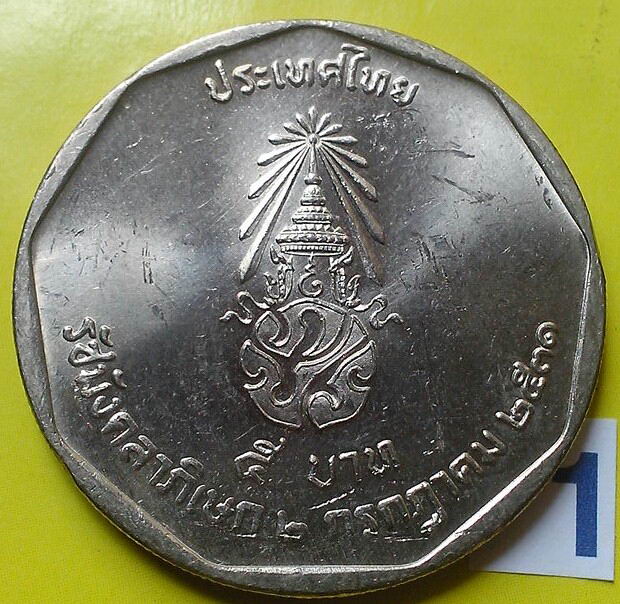 ประเทศไทย
๕ บาท
รัชมังคลาภิเษก ๒ กรกฎาคม ๒๕๓๑
1